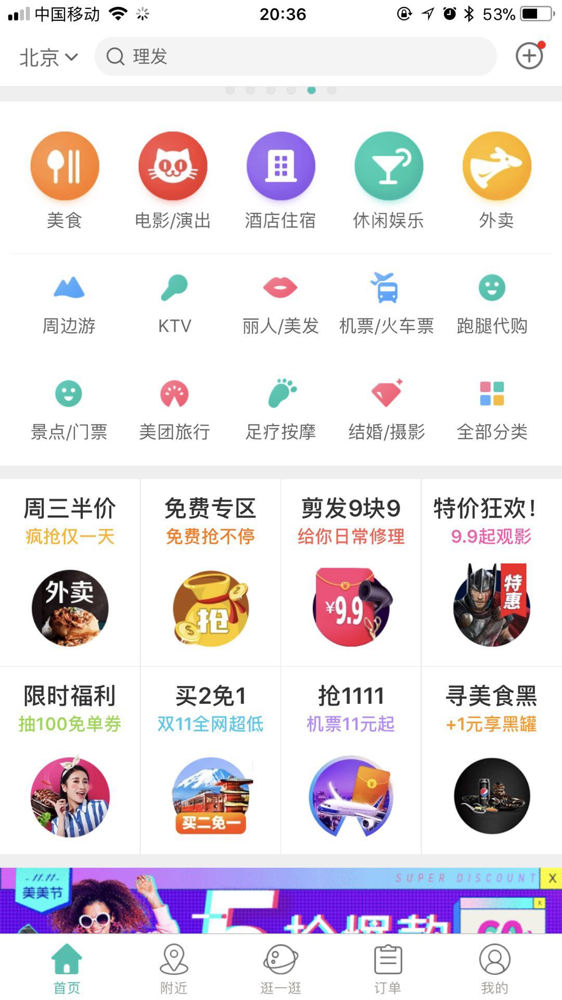 中国移动 20:36 53%
北京 理发
美食 电影/演出 酒店住宿 休闲娱乐 外卖
周边游 KTV 丽人/美发 机票/火车票 跑腿代购
景点/门票 美团旅行 足疗按摩 结婚/摄影 全部分类
周三半价 免费专区 剪发9块9 特价狂欢!
疯抢仅一天 免费抢不停 给你日常修理 9.9起观影
外卖 抢 ¥9.9 特惠
限时福利 买2免1 抢1111 寻美食黑
抽100免单券 双11全网超低 机票11元起 +1元享黑罐
买二免一
SUPER DISCOUNT X
-11.11-
美美节
首页 附近 逛一逛 订单 我的